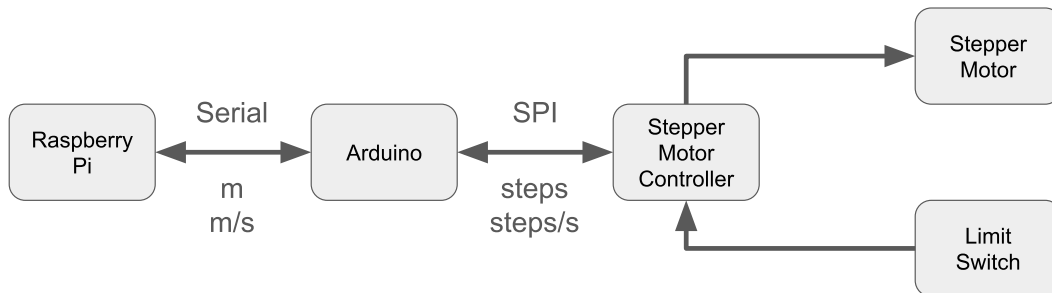 Stepper
Motor
Serial
SPI
Raspberry
Pi
Arduino
Stepper
Motor
Controller
m
m/s
steps
steps/s
Limit
Switch